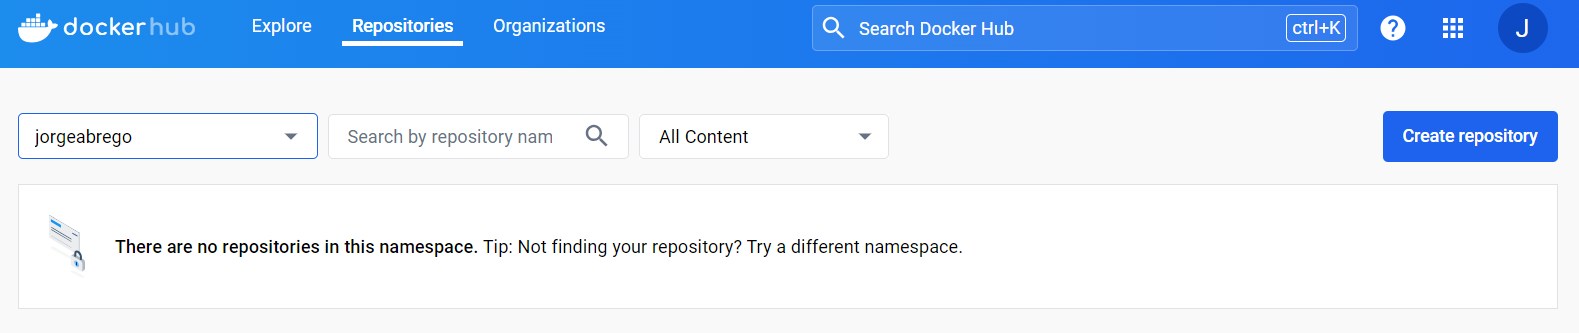 docker hub
Explore
Repositories
Organizations
Search Docker Hub
ctrl+K
J
jorgeabrego
Search by repository nam
All Content
Create repository
There are no repositories in this namespace. Tip: Not finding your repository? Try a different namespace.